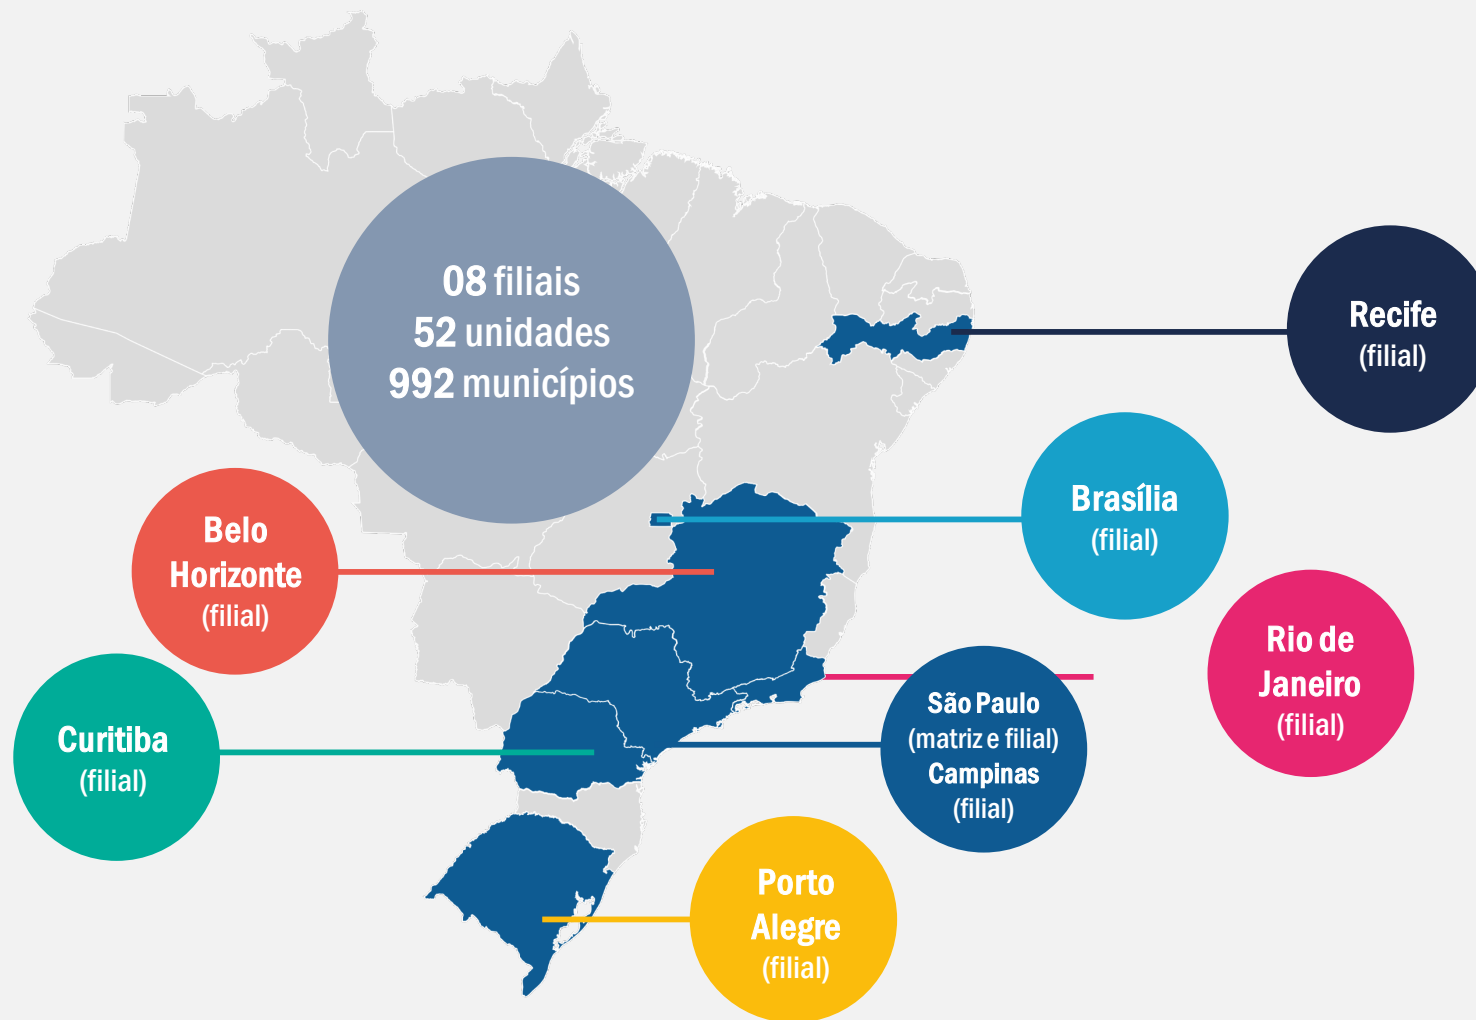 08 filiais
52 unidades
992 municípios
Recife
(filial)
Brasília
(filial)
Belo
Horizonte
(filial)
Rio de
Janeiro
(filial)
São Paulo
(matriz e filial)
Campinas
(filial)
Curitiba
(filial)
Porto
Alegre
(filial)